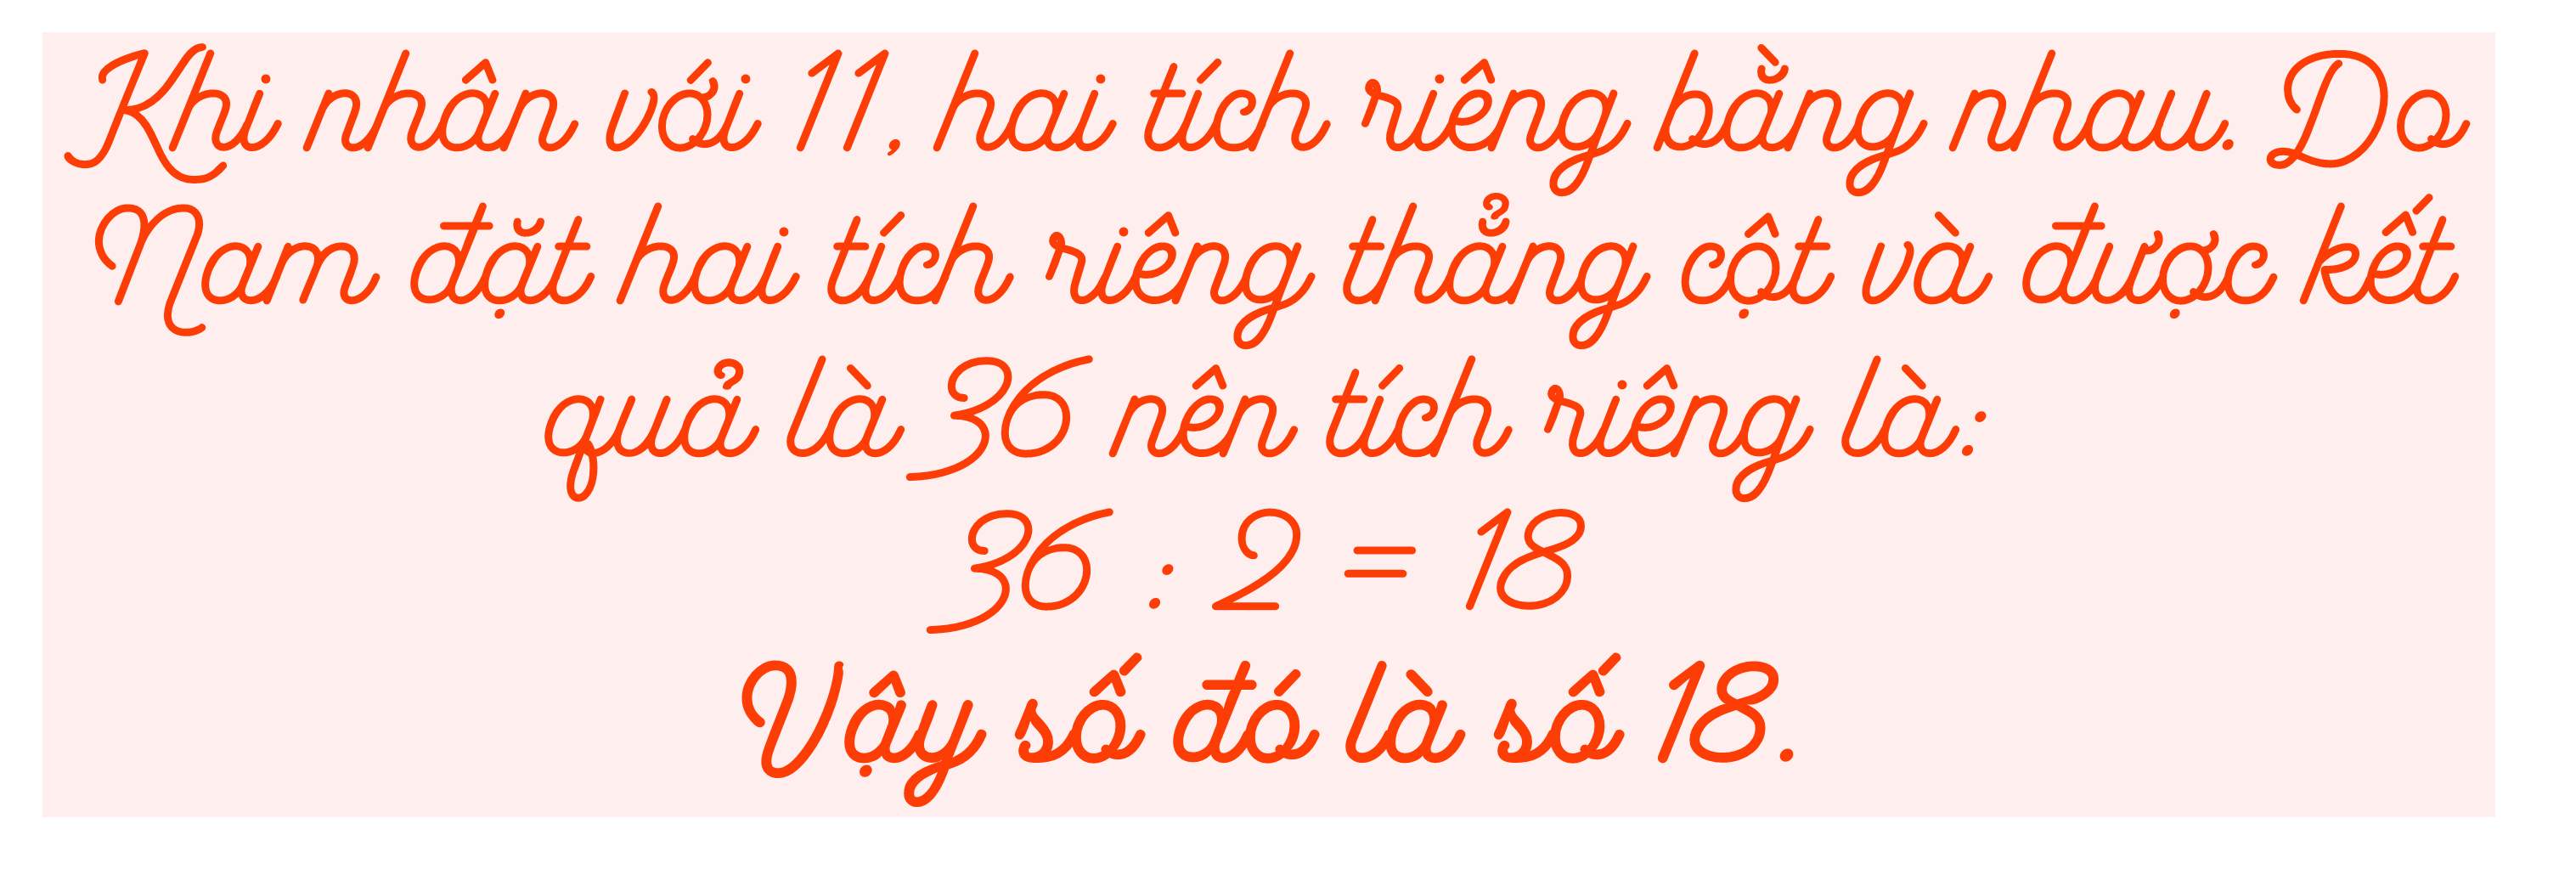 Khi nhân với 11, hai tích riêng bằng nhau. Do
Nam đặt hai tích riêng thẳng cột và được kết
quả là 36 nên tích riêng là:
36 : 2 = 18
Vậy số đó là số 18.